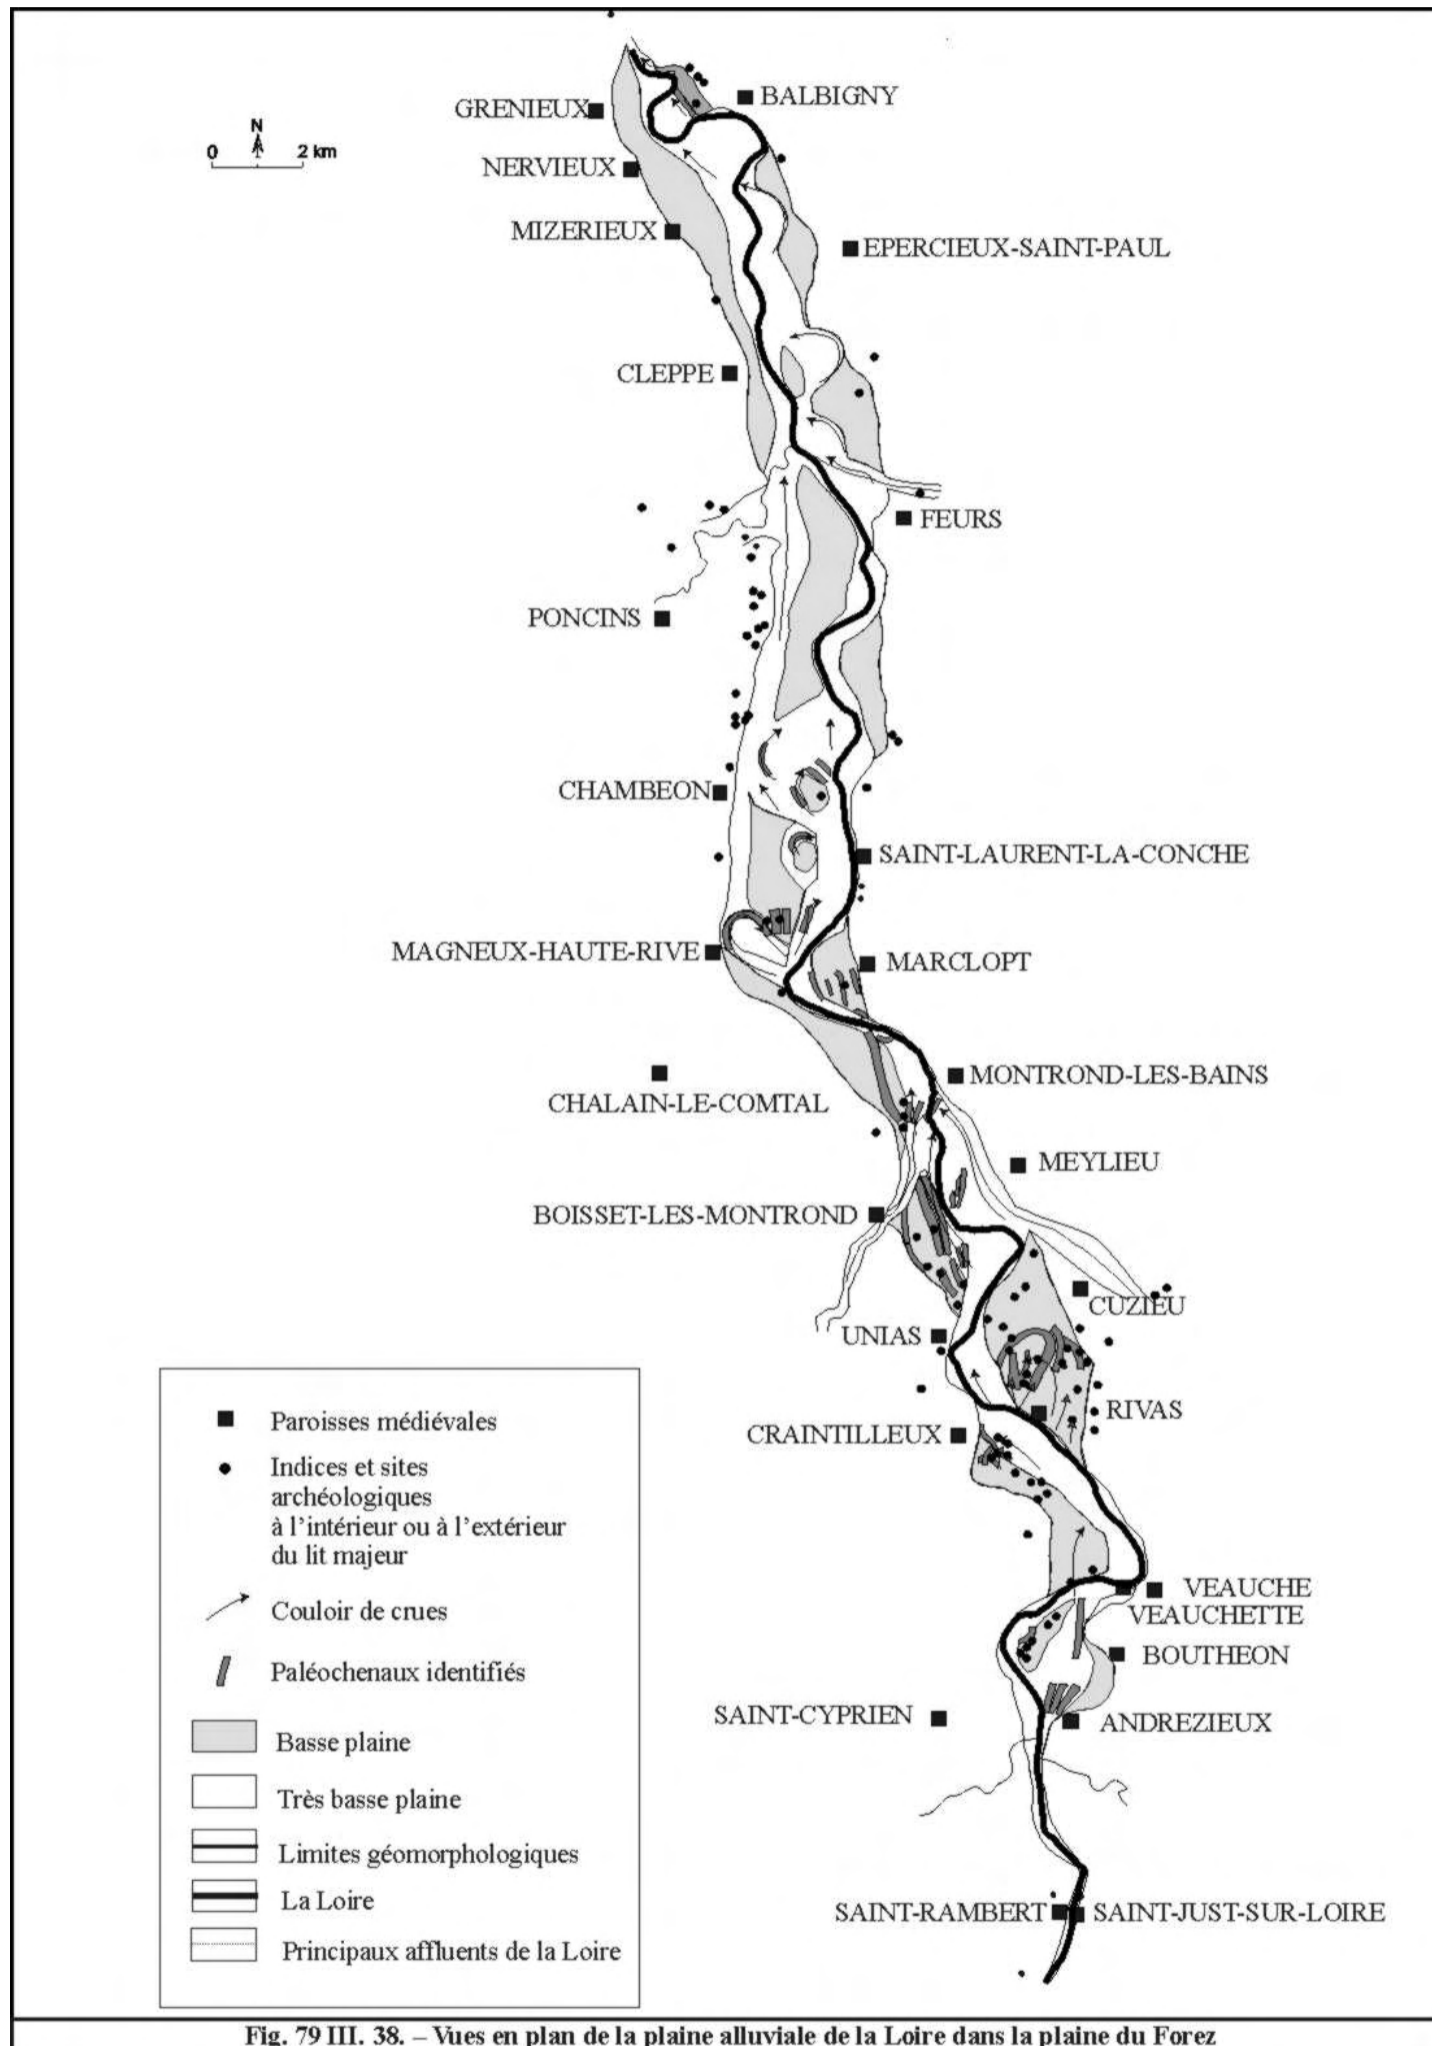 BALBIGNY
GRENIEUX
N
0 2 km
NERVIEUX
MIZERIEUX
EPERCIEUX-SAINT-PAUL
CLEPPE
FEURS
PONCINS
CHAMBEON
SAINT-LAURENT-LA-CONCHE
MAGNEUX-HAUTE-RIVE
MARCLOPT
MONTROND-LES-BAINS
CHALAIN-LE-COMTAL
MEYLIEU
BOISSET-LES-MONTROND
CUZIEU
UNIAS
RIVAS
CRAINTILLEUX
VEAUCHE
VEAUCHETTE
BOUTHEON
SAINT-CYPRIEN
ANDREZIEUX
SAINT-RAMBERT
SAINT-JUST-SUR-LOIRE
Paroisses médiévales
Indices et sites
archéologiques
à l'intérieur ou à l'extérieur
du lit majeur
Couloir de crues
Paléochenaux identifiés
Basse plaine
Très basse plaine
Limites géomorphologiques
La Loire
Principaux affluents de la Loire
Fig. 79 III. 38. – Vues en plan de la plaine alluviale de la Loire dans la plaine du Forez